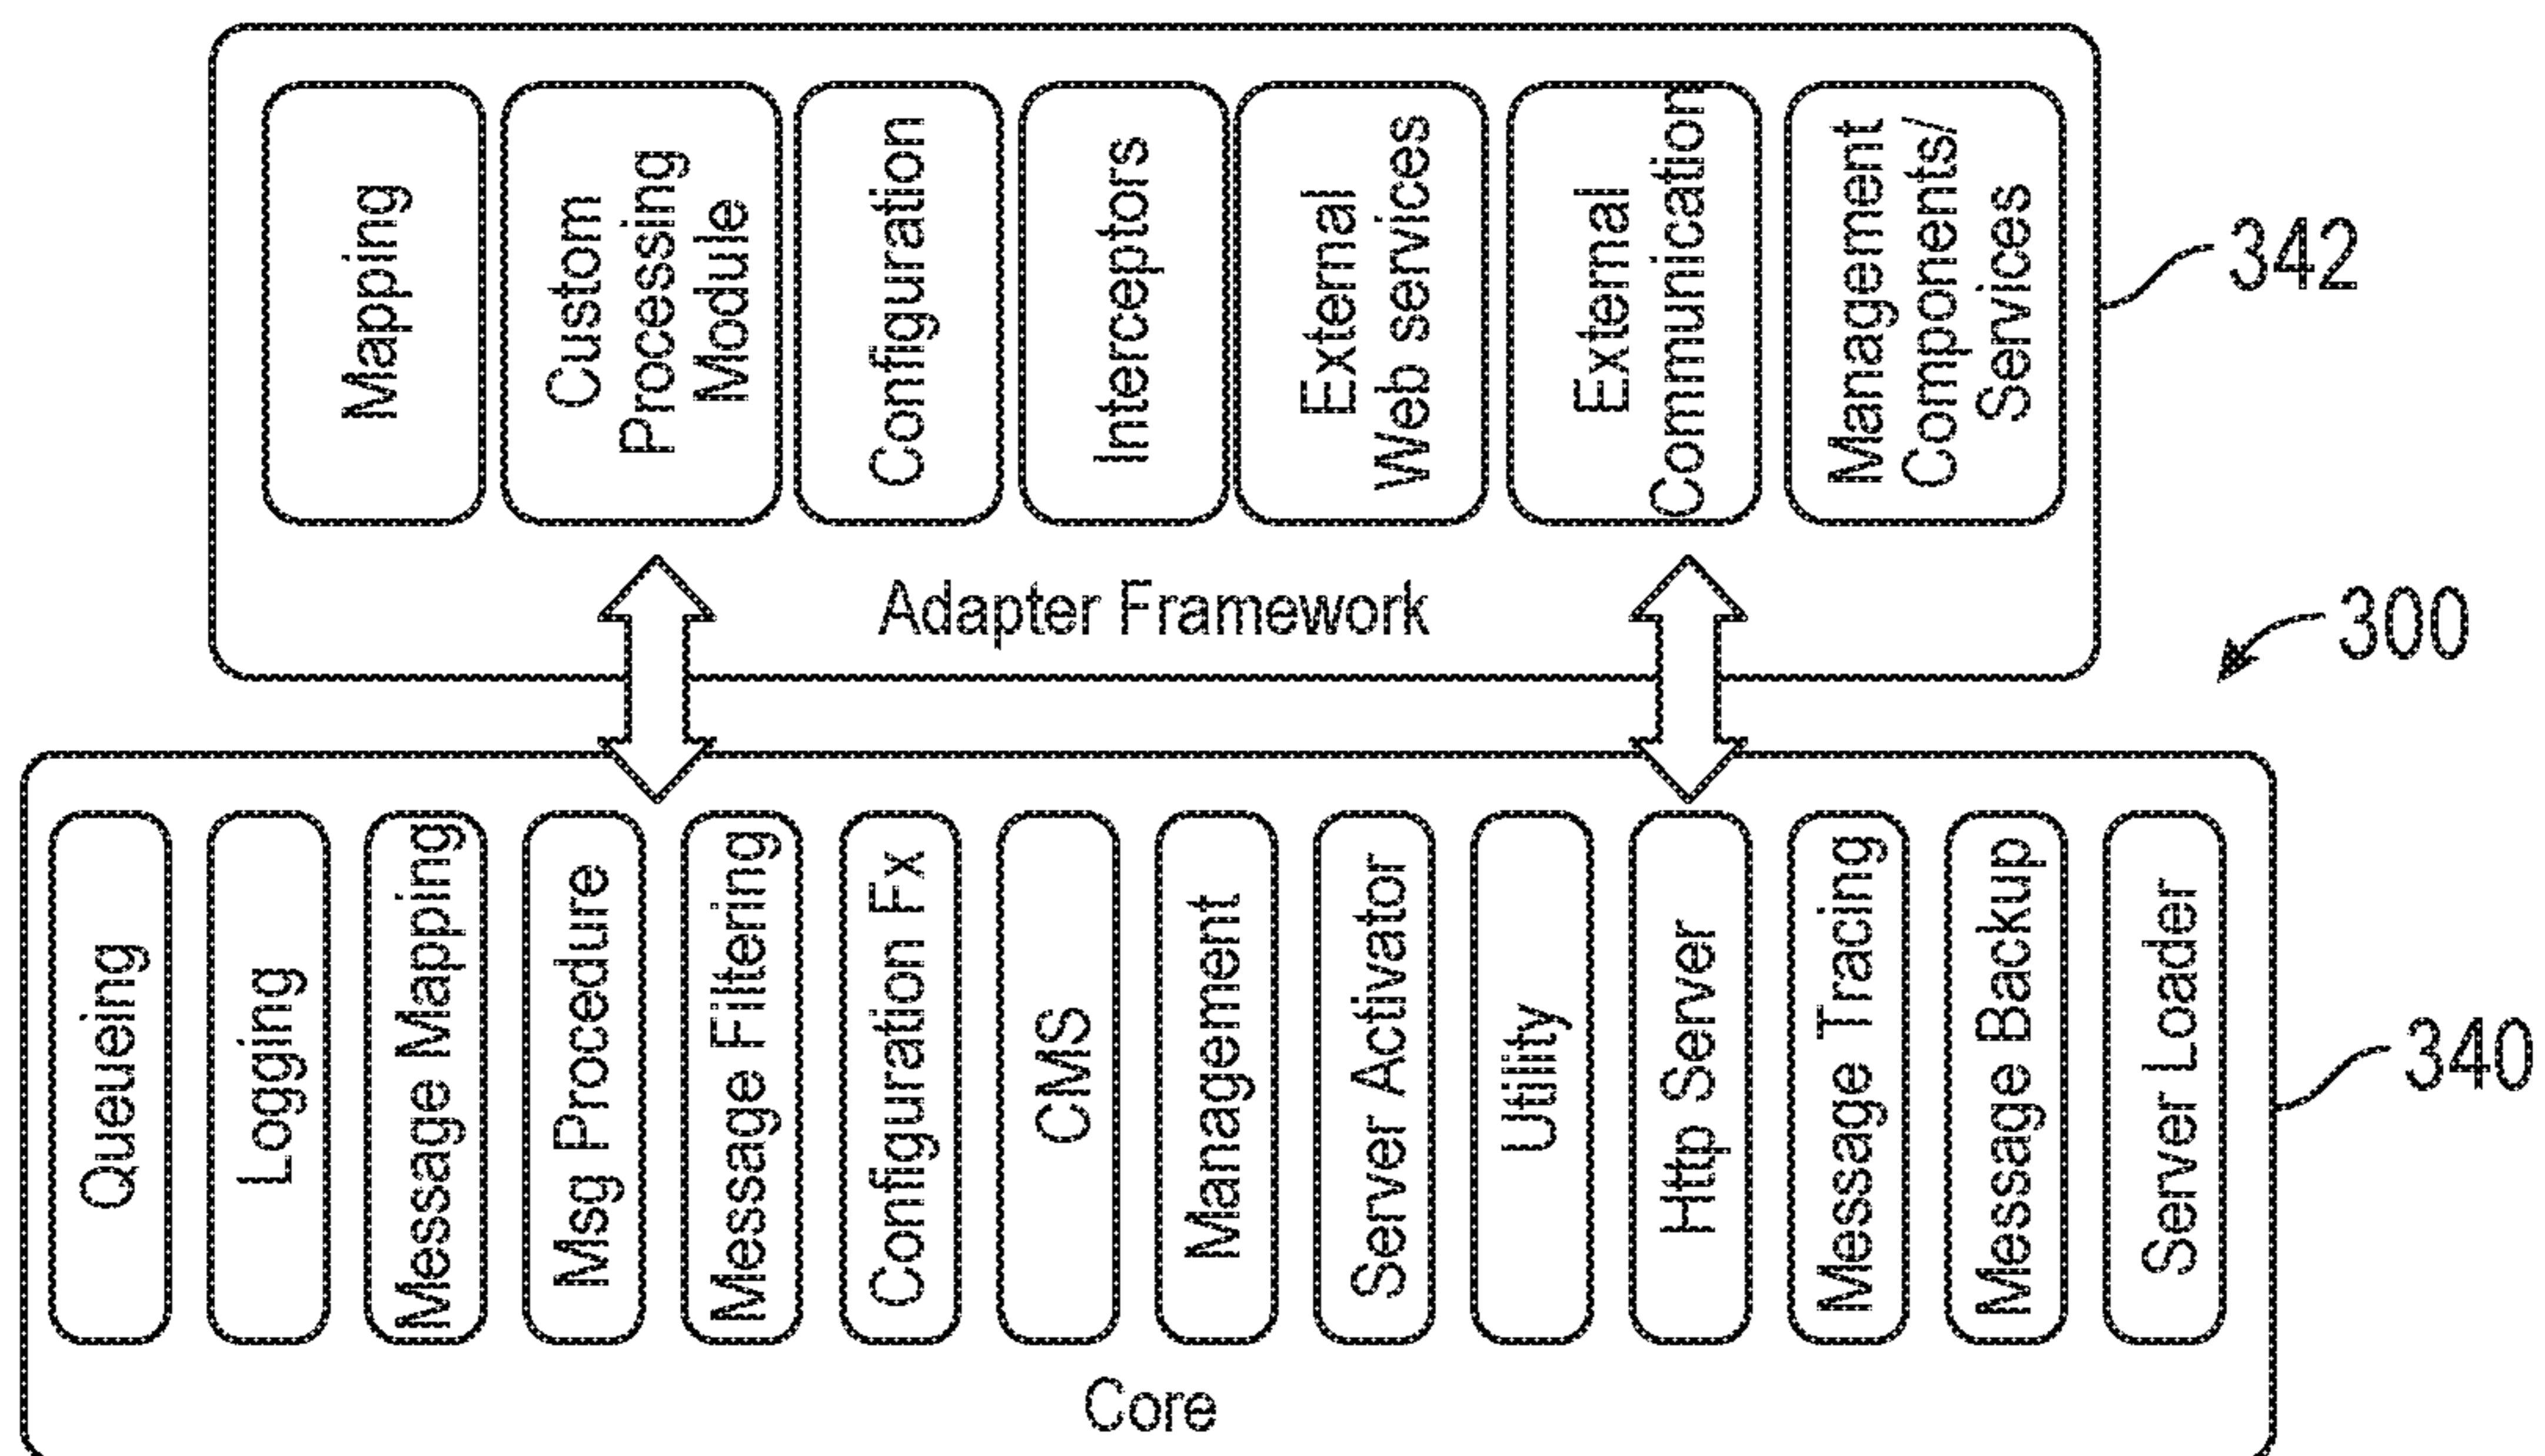 Mapping
Custom
Processing
Module
Configuration
Interceptors
External
Web services
External
Communication
Management
Components/
Services
342
Adapter Framework
300
Queueing
Logging
Message Mapping
Msg Procedure
Message Filtering
Configuration Fx
CMS
Management
Server Activator
Utility
Http Server
Message Tracing
Message Backup
Server Loader
340
Core